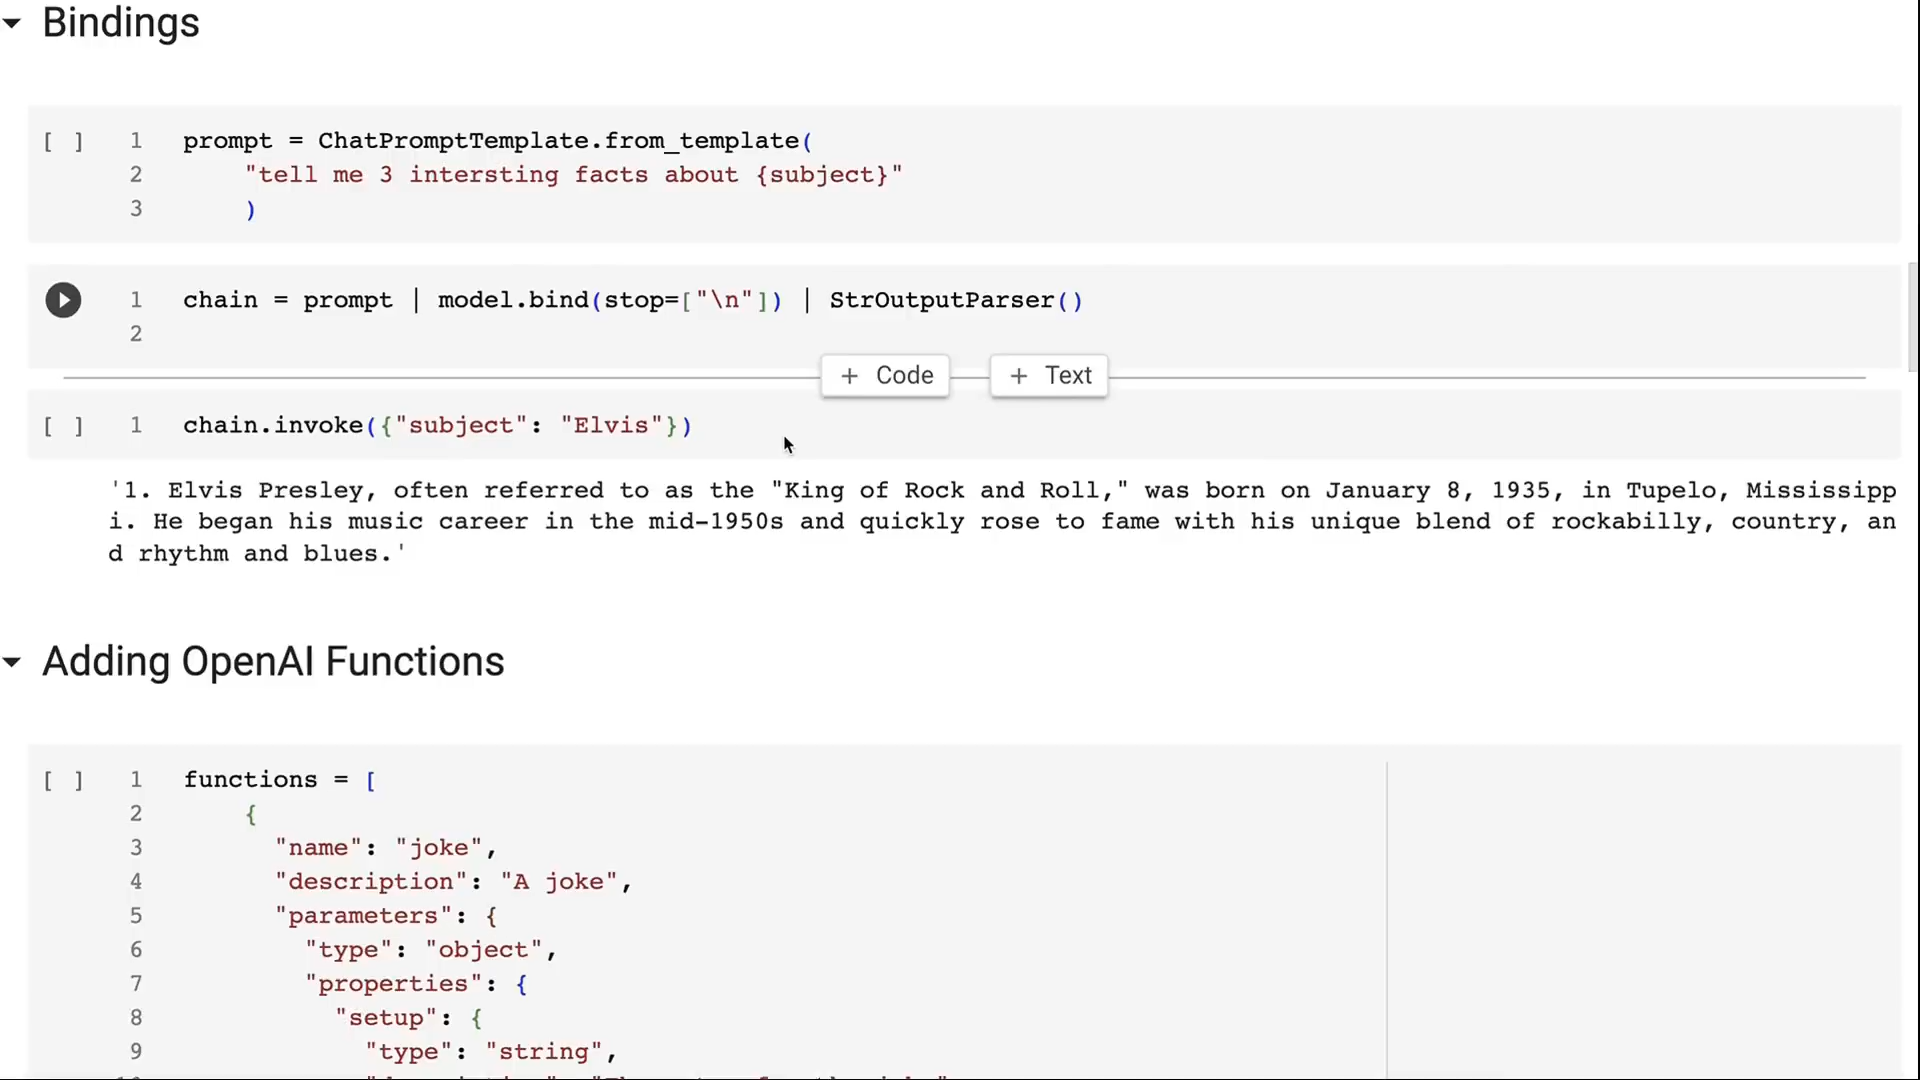 Bindings
[ ] 1 prompt = ChatPromptTemplate.from_template(
2 "tell me 3 intersting facts about {subject}"
3 )
1 chain = prompt | model.bind(stop=["\n"]) | StrOutputParser()
2
+ Code + Text
[ ] 1 chain.invoke({"subject": "Elvis"})
'1. Elvis Presley, often referred to as the "King of Rock and Roll," was born on January 8, 1935, in Tupelo, Mississipp
i. He began his music career in the mid-1950s and quickly rose to fame with his unique blend of rockabilly, country, an
d rhythm and blues.'
Adding OpenAI Functions
[ ] 1 functions = [
2 {
3 "name": "joke",
4 "description": "A joke",
5 "parameters": {
6 "type": "object",
7 "properties": {
8 "setup": {
9 "type": "string",